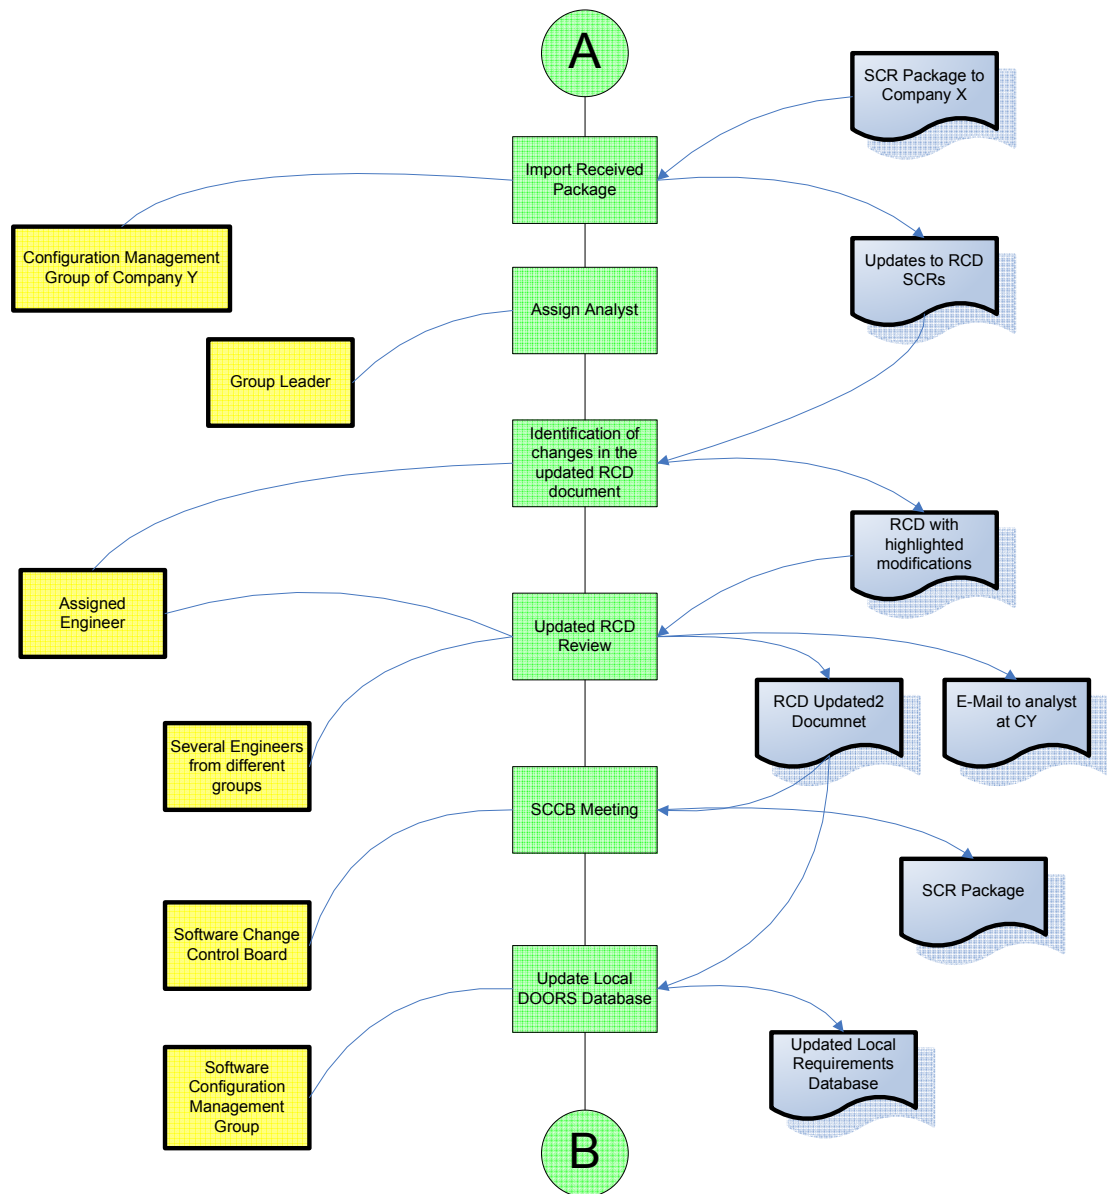 A
SCR Package to
Company X
Import Received
Package
Configuration Management
Group of Company Y
Updates to RCD
SCRs
Assign Analyst
Group Leader
Identification of
changes in the
updated RCD
document
RCD with
highlighted
modifications
Assigned
Engineer
Updated RCD
Review
RCD Updated2
Documnet
E-Mail to analyst
at CY
Several Engineers
from different
groups
SCCB Meeting
SCR Package
Software Change
Control Board
Update Local
DOORS Database
Updated Local
Requirements
Database
Software
Configuration
Management
Group
B